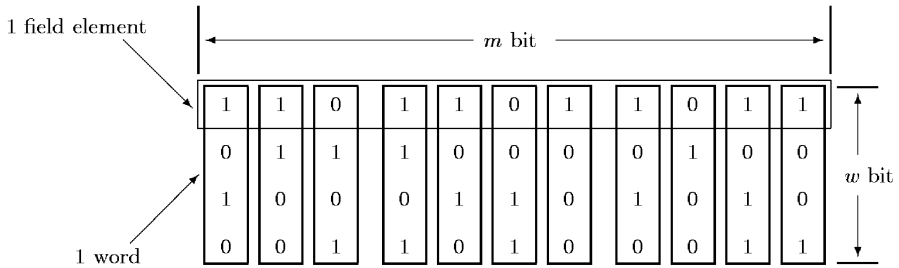 1 field element
m bit
1 1 0 1 1 0 1 1 0 1 1
0 1 1 1 0 0 0 0 1 0 0
w bit
1 0 0 0 1 1 0 1 0 1 0
0 0 1 1 0 1 0 0 0 1 1
1 word